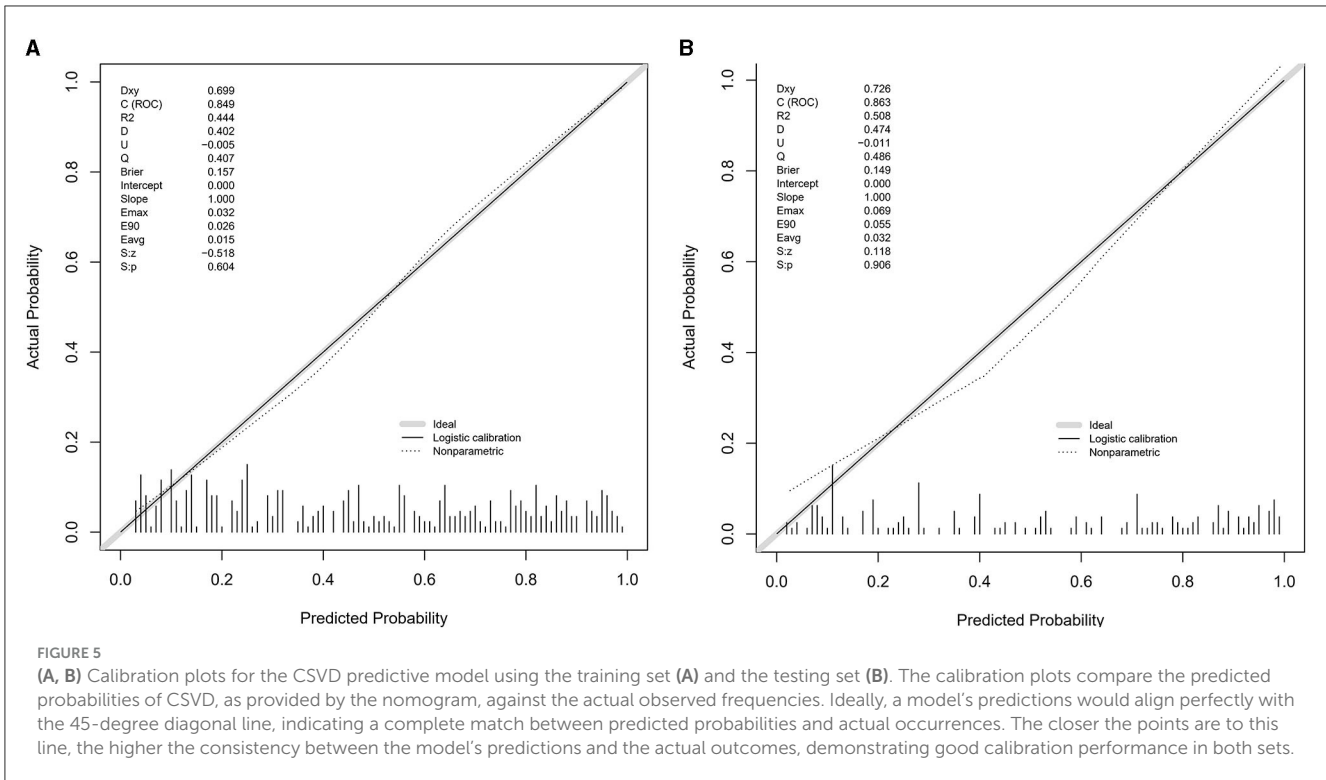 A
B
Dxy 0.699
C (ROC) 0.849
R2 0.444
D 0.402
U −0.005
Q 0.407
Brier 0.157
Intercept 0.000
Slope 1.000
Emax 0.032
E90 0.026
Eavg 0.015
S:z −0.518
S:p 0.604
Actual Probability
1.0
0.8
0.6
0.4
0.2
0.0
Ideal
Logistic calibration
Nonparametric
0.0 0.2 0.4 0.6 0.8 1.0
Predicted Probability
Dxy 0.726
C (ROC) 0.863
R2 0.508
D 0.474
U −0.011
Q 0.486
Brier 0.149
Intercept 0.000
Slope 1.000
Emax 0.069
E90 0.055
Eavg 0.032
S:z 0.118
S:p 0.906
Actual Probability
1.0
0.8
0.6
0.4
0.2
0.0
Ideal
Logistic calibration
Nonparametric
0.0 0.2 0.4 0.6 0.8 1.0
Predicted Probability
FIGURE 5
(A, B) Calibration plots for the CSVD predictive model using the training set (A) and the testing set (B). The calibration plots compare the predicted
probabilities of CSVD, as provided by the nomogram, against the actual observed frequencies. Ideally, a model's predictions would align perfectly with
the 45-degree diagonal line, indicating a complete match between predicted probabilities and actual occurrences. The closer the points are to this
line, the higher the consistency between the model's predictions and the actual outcomes, demonstrating good calibration performance in both sets.